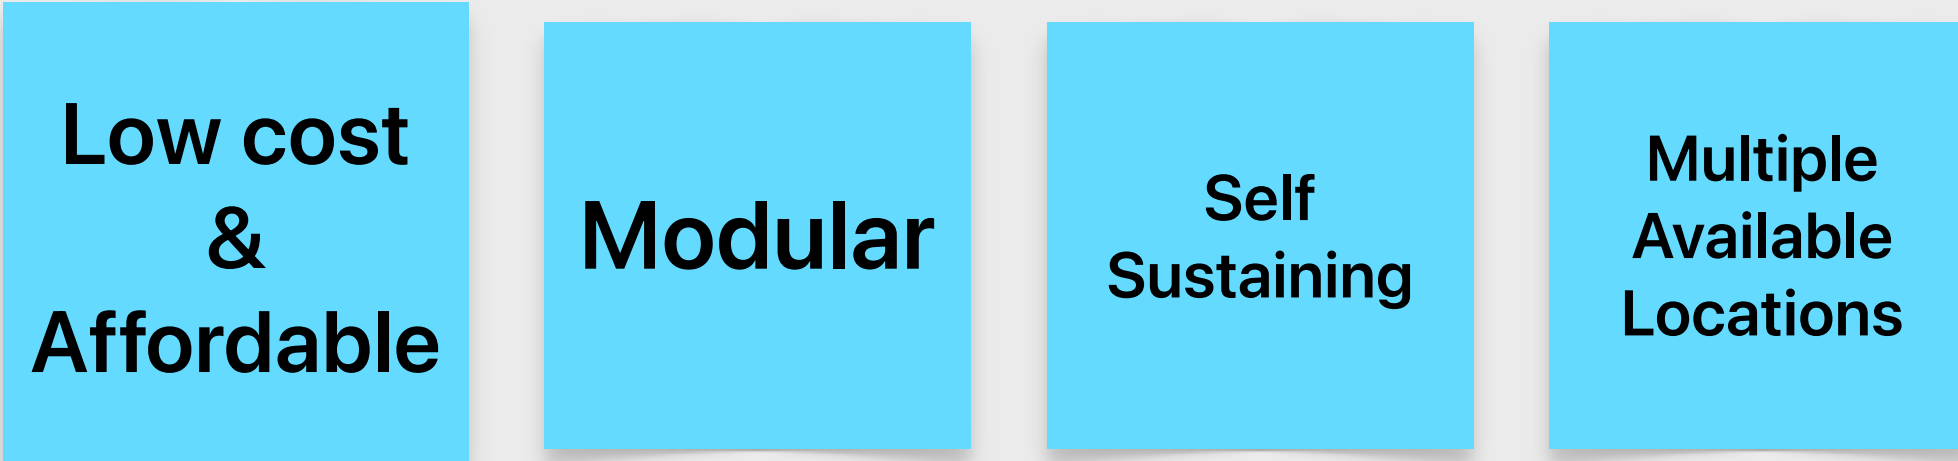 Low cost
&
Affordable
Modular
Self
Sustaining
Multiple
Available
Locations